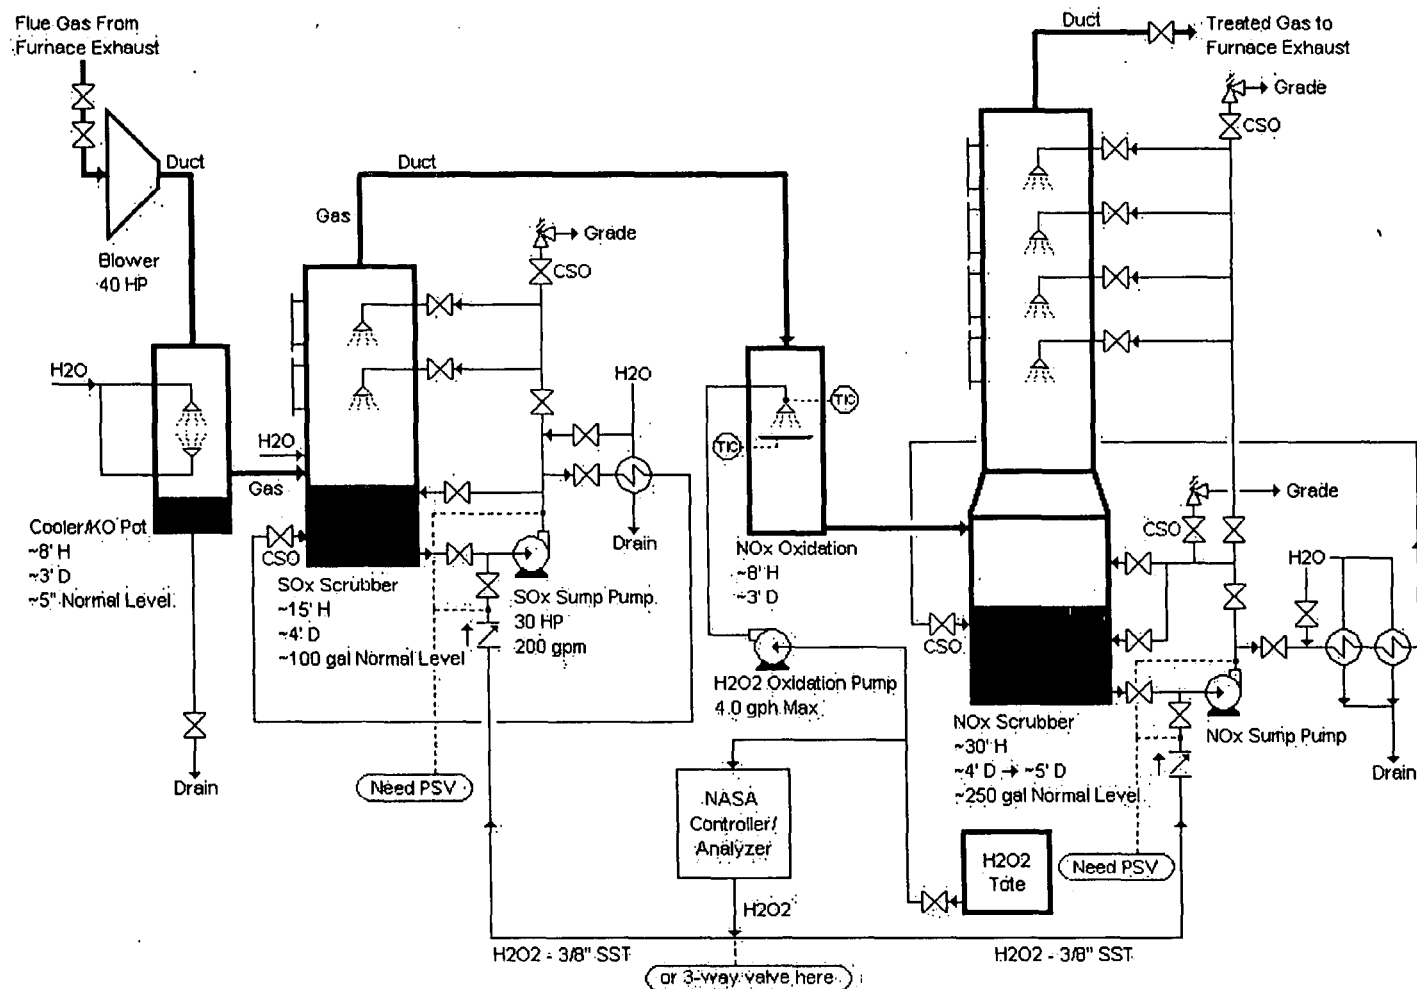 Flue Gas From
Furnace Exhaust
Duct
Blower
40 HP
H2O
Cooler/KO Pot
~8' H
~3' D
~5" Normal Level
Drain
Gas
H2O
CSO
Duct
Gas
Grade
CSO
H2O
Drain
SOx Scrubber
~15' H
~4' D
~100 gal Normal Level
SOx Sump Pump
30 HP
200 gpm
Need PSV
TIC
TIC
NOx Oxidation
~8' H
~3' D
H2O2 Oxidation Pump
4.0 gph Max
NASA
Controller/
Analyzer
H2O2
H2O2 - 3/8" SST
or 3-way valve here
H2O2 - 3/8" SST
H2O2
Tote
Duct
Treated Gas to
Furnace Exhaust
Grade
CSO
Grade
CSO
H2O
CSO
NOx Scrubber
~30' H
~4' D → ~5' D
~250 gal Normal Level
NOx Sump Pump
Drain
Need PSV